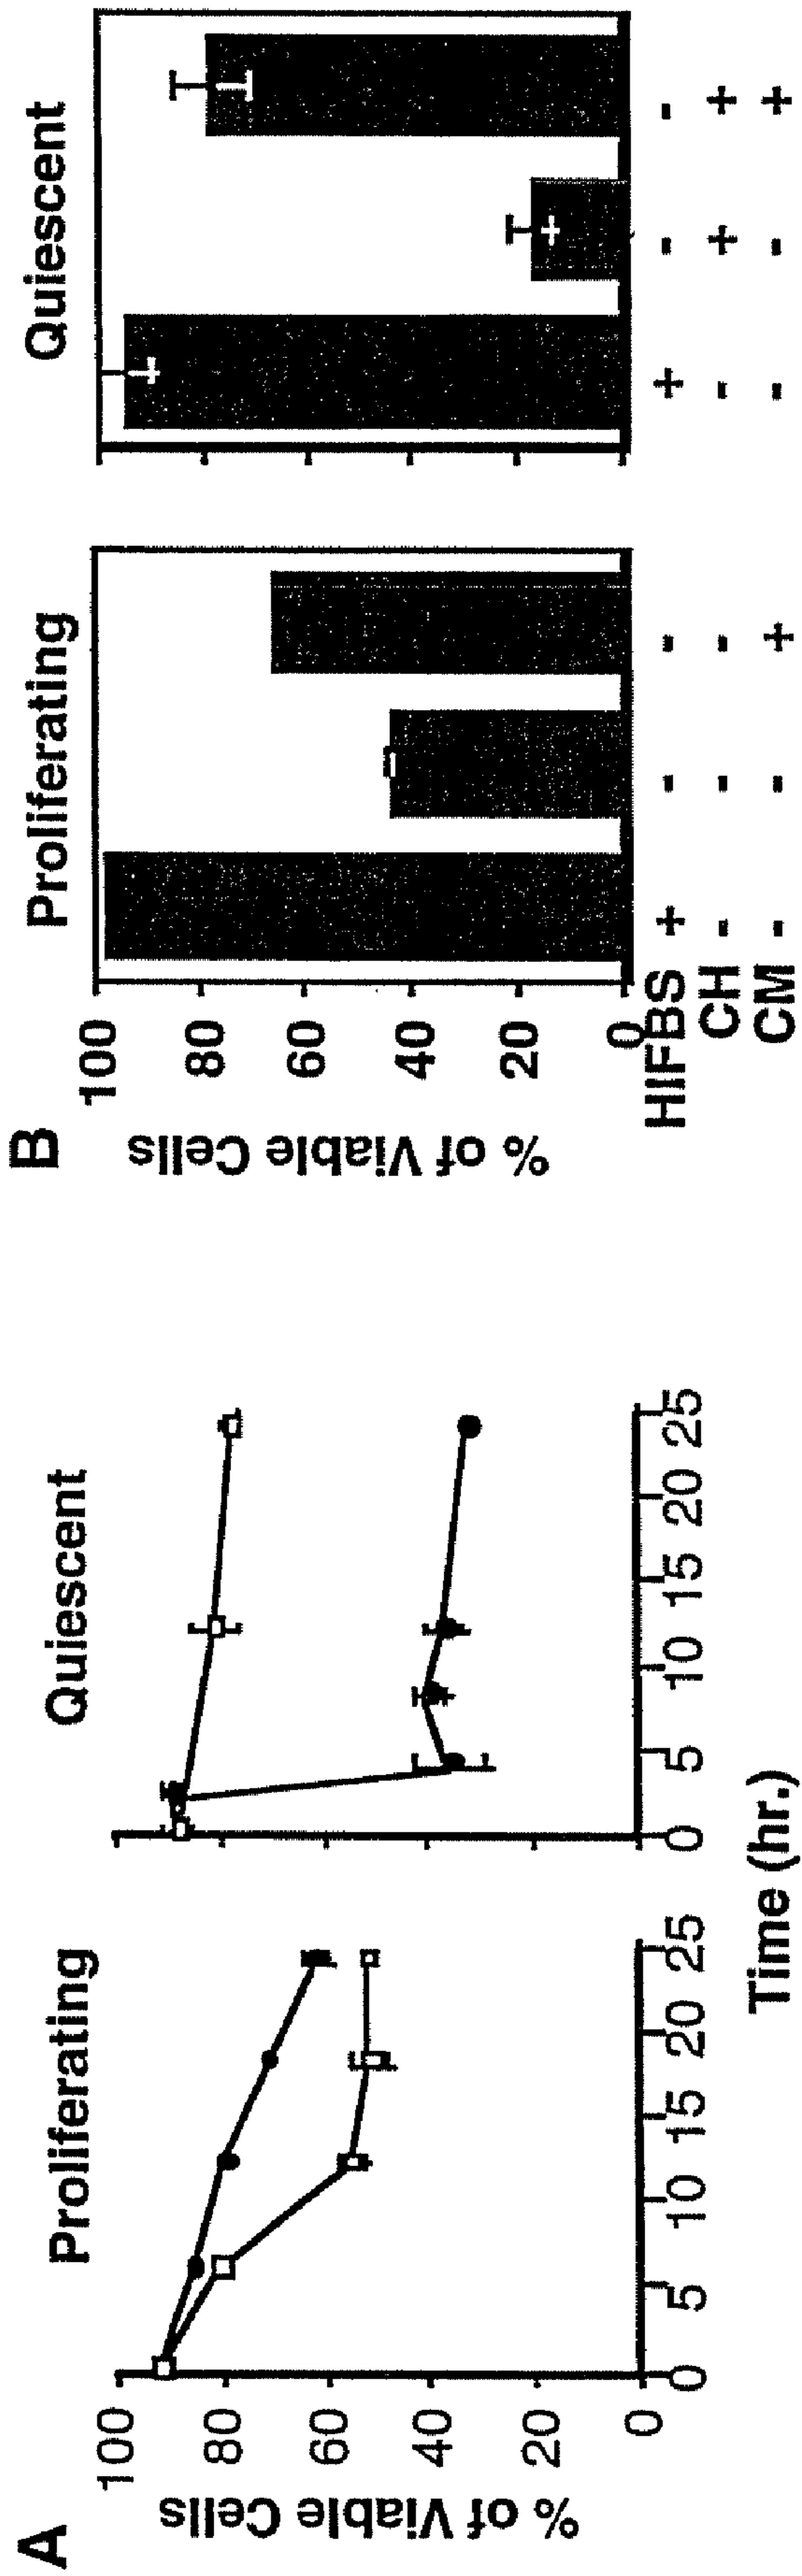 A
Proliferating
Quiescent
% of Viable Cells
100
80
60
40
20
0
0 5 10 15 20 25
0 5 10 15 20 25
Time (hr.)
B
Proliferating
Quiescent
% of Viable Cells
100
80
60
40
20
0
HIFBS + - - + - -
CH - - - - + +
CM - - + - - +